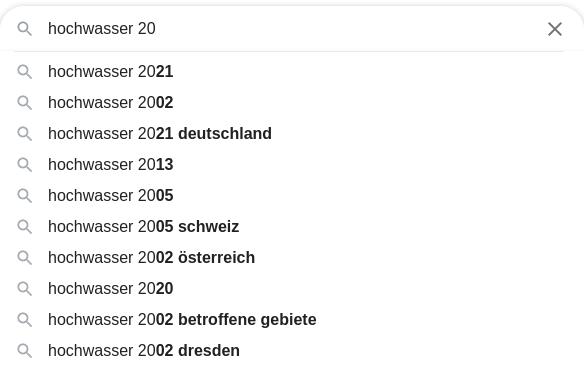 hochwasser 20
hochwasser 2021
hochwasser 2002
hochwasser 2021 deutschland
hochwasser 2013
hochwasser 2005
hochwasser 2005 schweiz
hochwasser 2002 österreich
hochwasser 2020
hochwasser 2002 betroffene gebiete
hochwasser 2002 dresden